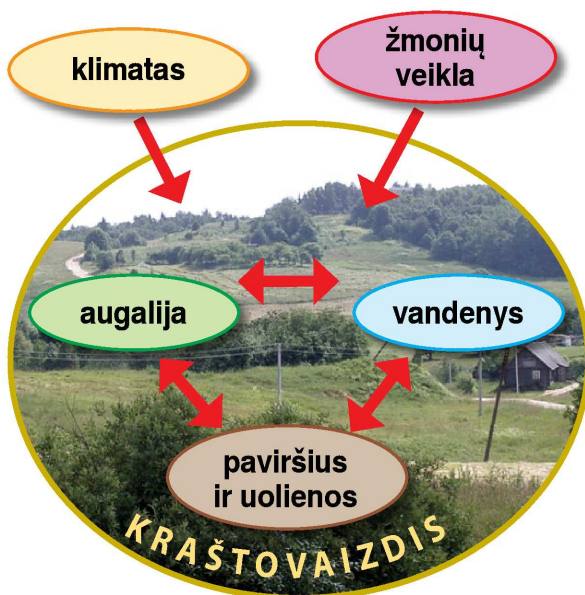 klimatas
žmonių
veikla
augalija
vandenys
paviršius
ir uolienos
KRAŠTOVAIZDIS